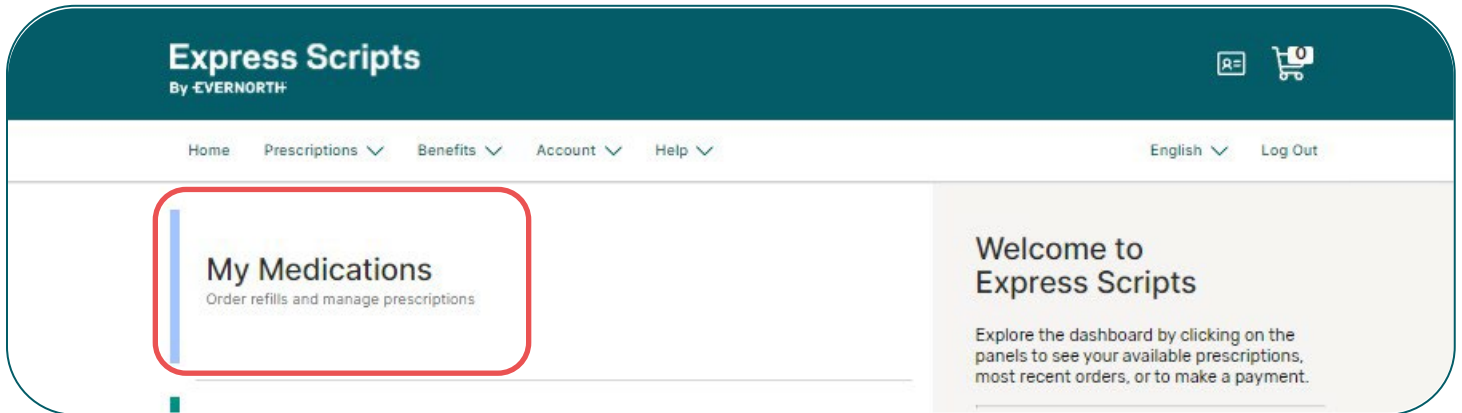 Express Scripts
By EVERNORTH
0
Home Prescriptions Benefits Account Help English Log Out
My Medications
Order refills and manage prescriptions
Welcome to
Express Scripts
Explore the dashboard by clicking on the
panels to see your available prescriptions,
most recent orders, or to make a payment.